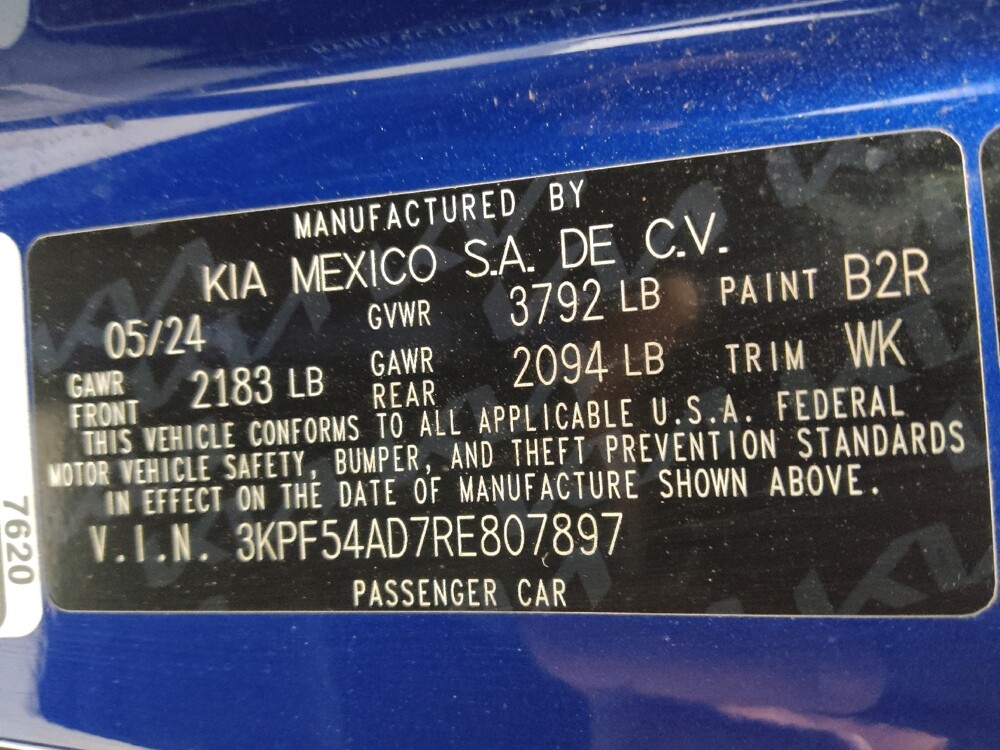 MANUFACTURED BY
KIA MEXICO S.A. DE C.V.
05/24 GVWR 3792 LB PAINT B2R
GAWR FRONT 2183 LB GAWR REAR 2094 LB TRIM WK
THIS VEHICLE CONFORMS TO ALL APPLICABLE U.S.A. FEDERAL
MOTOR VEHICLE SAFETY, BUMPER, AND THEFT PREVENTION STANDARDS
IN EFFECT ON THE DATE OF MANUFACTURE SHOWN ABOVE.
V.I.N. 3KPF54AD7RE807897
PASSENGER CAR
7620